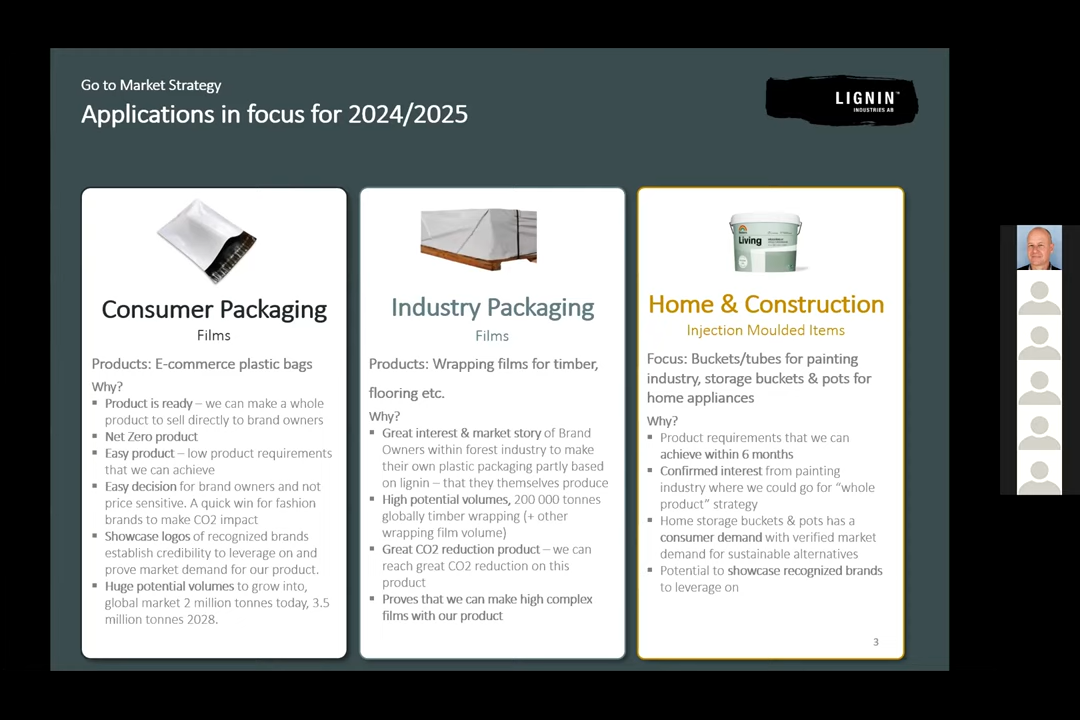 Go to Market Strategy
Applications in focus for 2024/2025
LIGNIN™
INDUSTRIES AB
Consumer Packaging
Films
Products: E-commerce plastic bags
Why?
▪ Product is ready – we can make a whole
product to sell directly to brand owners
▪ Net Zero product
▪ Easy product – low product requirements
that we can achieve
▪ Easy decision for brand owners and not
price sensitive. A quick win for fashion
brands to make CO2 impact
▪ Showcase logos of recognized brands
establish credibility to leverage on and
prove market demand for our product.
▪ Huge potential volumes to grow into,
global market 2 million tonnes today, 3.5
million tonnes 2028.
Industry Packaging
Films
Products: Wrapping films for timber,
flooring etc.
Why?
▪ Great interest & market story of Brand
Owners within forest industry to make
their own plastic packaging partly based
on lignin – that they themselves produce
▪ High potential volumes, 200 000 tonnes
globally timber wrapping (+ other
wrapping film volume)
▪ Great CO2 reduction product – we can
reach great CO2 reduction on this
product
▪ Proves that we can make high complex
films with our product
Living
Home & Construction
Injection Moulded Items
Focus: Buckets/tubes for painting
industry, storage buckets & pots for
home appliances
Why?
▪ Product requirements that we can
achieve within 6 months
▪ Confirmed interest from painting
industry where we could go for “whole
product” strategy
▪ Home storage buckets & pots has a
consumer demand with verified market
demand for sustainable alternatives
▪ Potential to showcase recognized brands
to leverage on
3